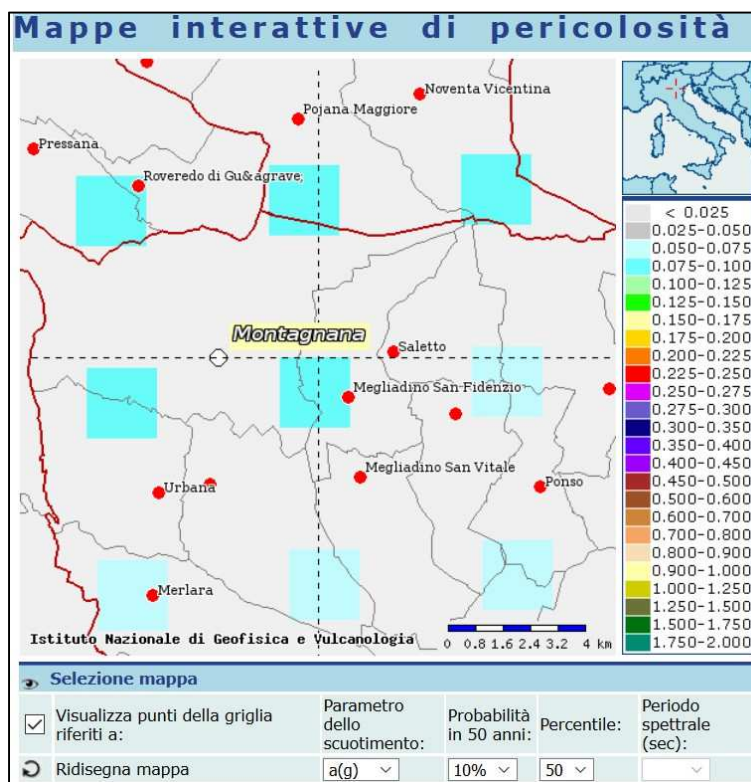 Mappe interattive di pericolosità
Noventa Vicentina
Pojana Maggiore
Pressana
Roveredo di Gu&agrave;
Montagnana
Saletto
Megliadino San Fidenzio
Megliadino San Vitale
Urbana
Ponso
Merlara
Istituto Nazionale di Geofisica e Vulcanologia
0 0.8 1.6 2.4 3.2 4 km
< 0.025
0.025-0.050
0.050-0.075
0.075-0.100
0.100-0.125
0.125-0.150
0.150-0.175
0.175-0.200
0.200-0.225
0.225-0.250
0.250-0.275
0.275-0.300
0.300-0.350
0.350-0.400
0.400-0.450
0.450-0.500
0.500-0.600
0.600-0.700
0.700-0.800
0.800-0.900
0.900-1.000
1.000-1.250
1.250-1.500
1.500-1.750
1.750-2.000
Selezione mappa
Visualizza punti della griglia
riferiti a:
Parametro
dello
scuotimento:
Probabilità
in 50 anni:
Percentile:
Periodo
spettrale
(sec):
Ridisegna mappa
a(g)
10%
50